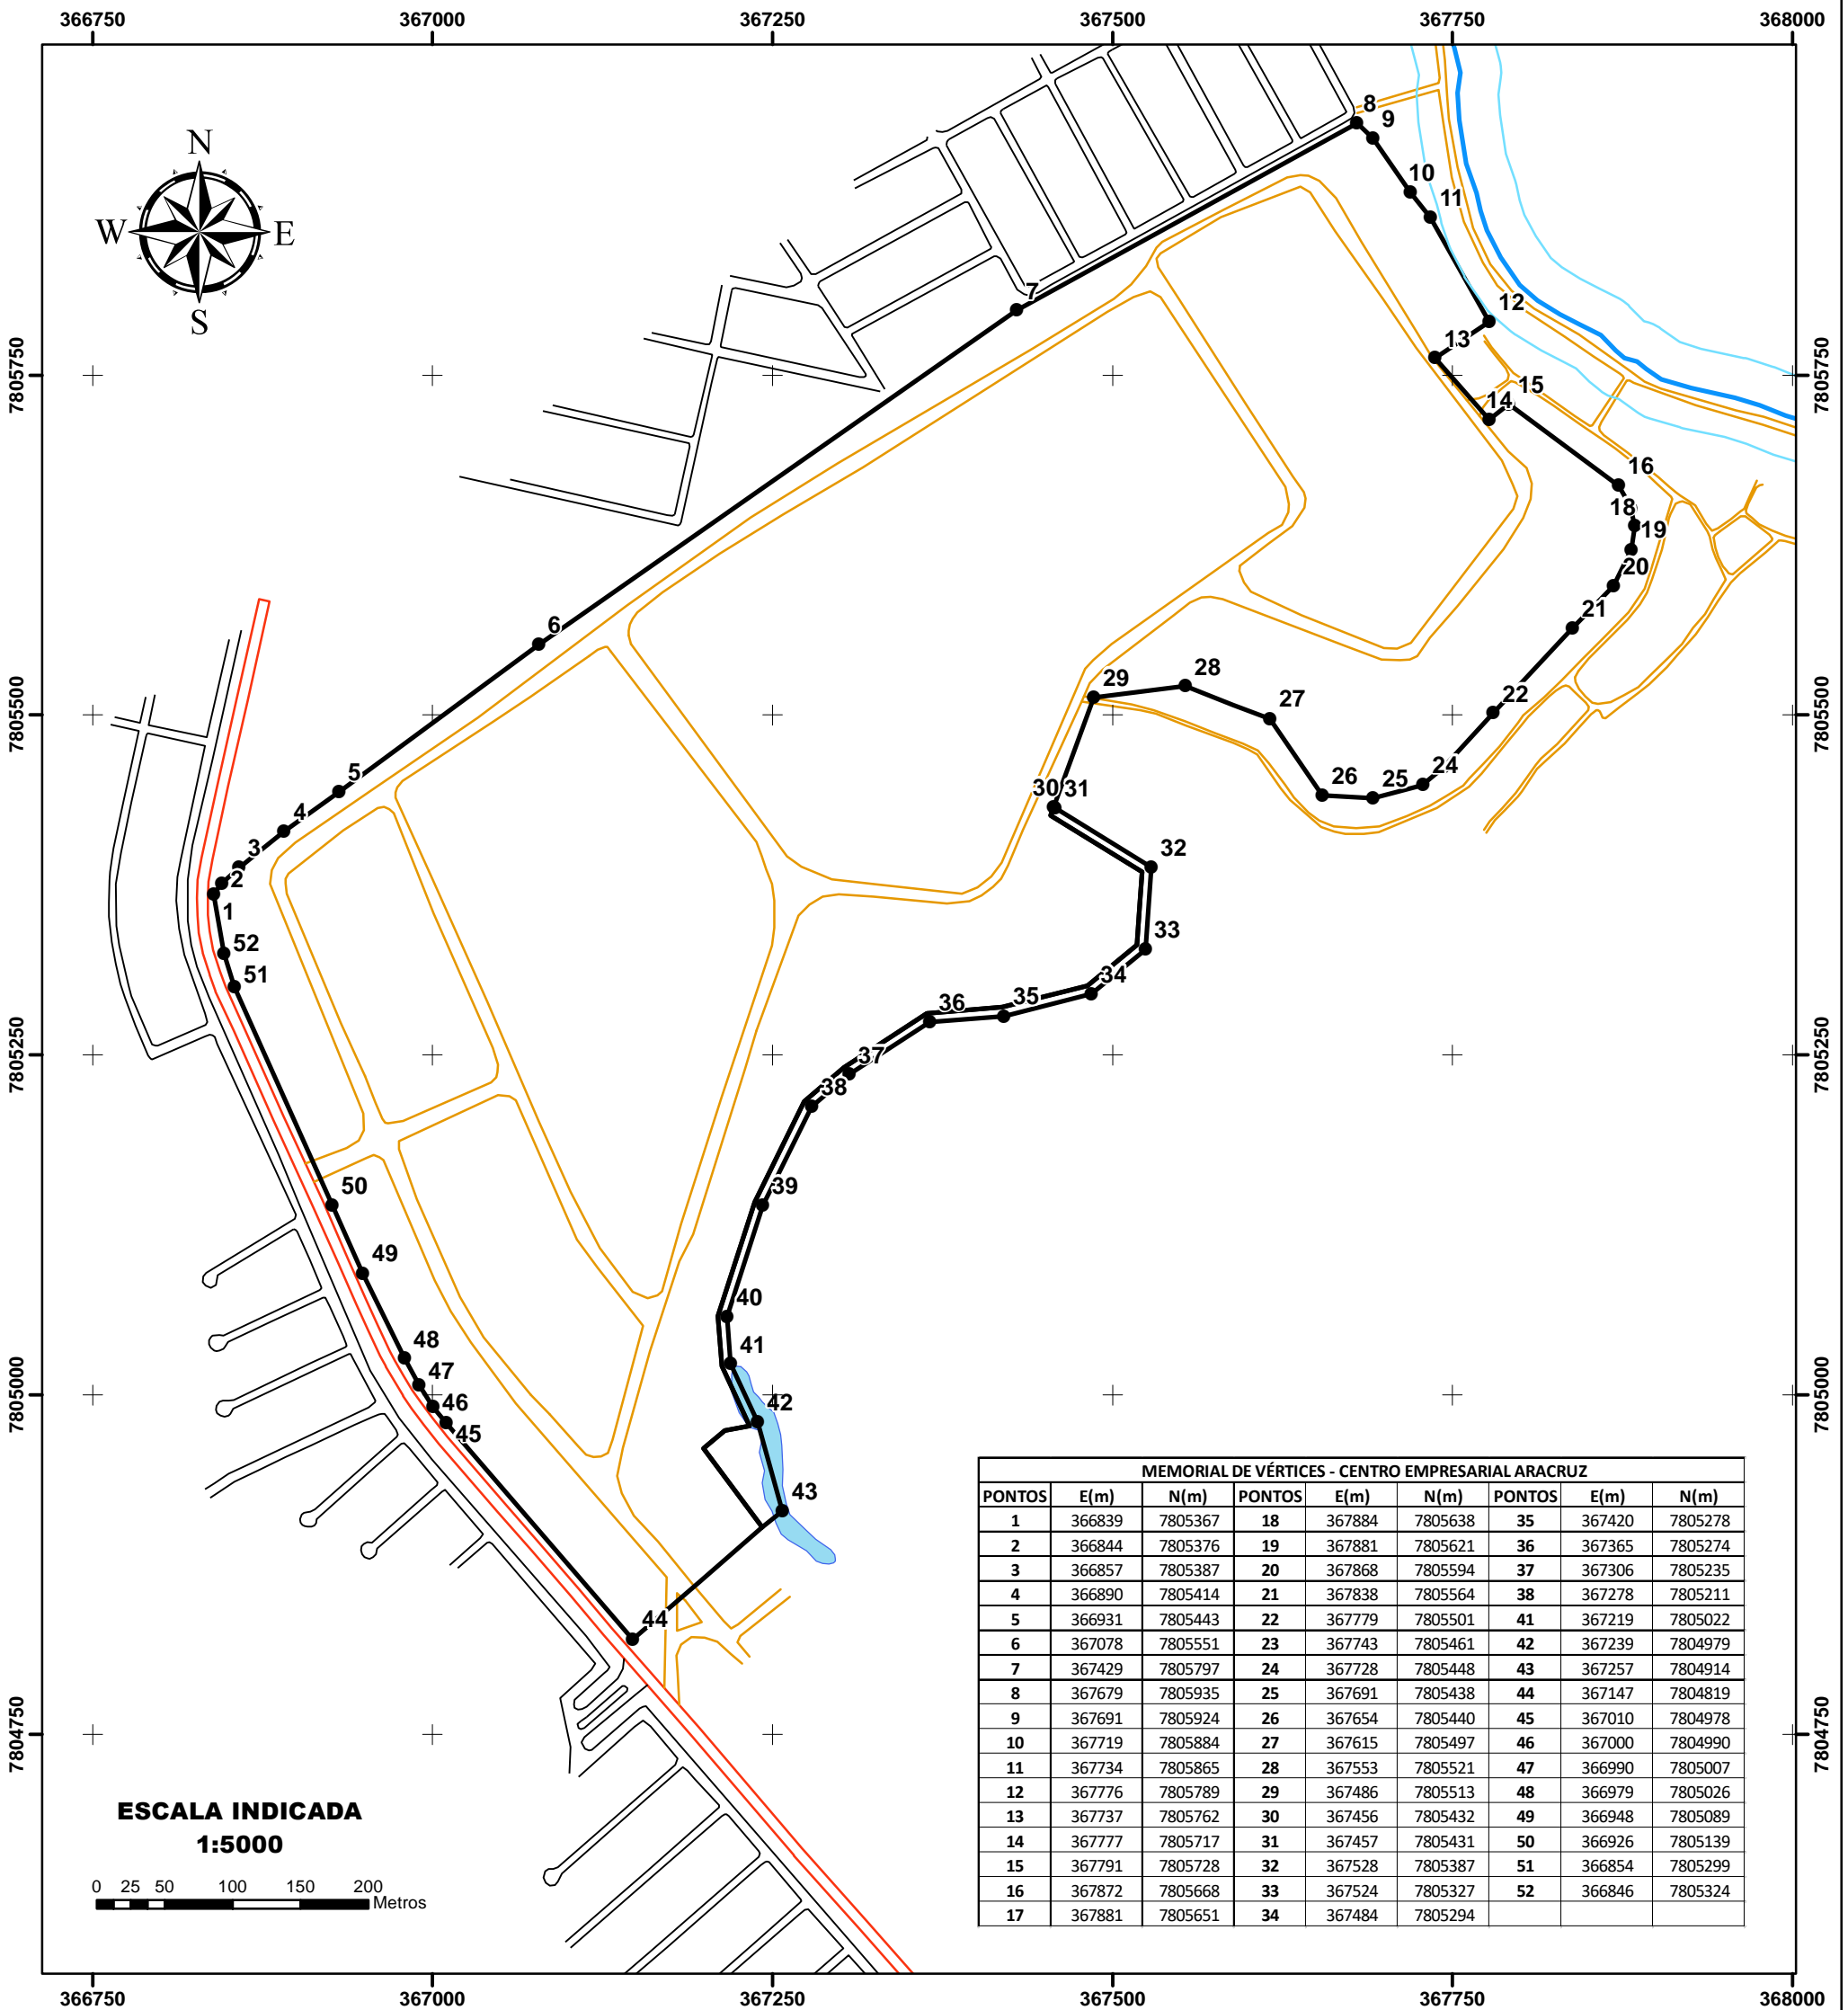 366750 367000 367250 367500 367750 368000
N
W E
S
8
9
10
11
7
12
13
7805750 7805750
15
14
16
18
19
20
6
21
29 28
22
27
7805500 7805500
5
26 25 24
30 31
4
3
32
2
1
52
33
51
34
36 35
7805250 7805250
37
38
50
39
49
40
48
41
47
7805000 7805000
46
42
45
43
44
7804750 7804750
MEMORIAL DE VÉRTICES - CENTRO EMPRESARIAL ARACRUZ
PONTOS E(m) N(m) PONTOS E(m) N(m) PONTOS E(m) N(m)
1 366839 7805367 18 367884 7805638 35 367420 7805278
2 366844 7805376 19 367881 7805621 36 367365 7805274
3 366857 7805387 20 367868 7805594 37 367306 7805235
4 366890 7805414 21 367838 7805564 38 367278 7805211
5 366931 7805443 22 367779 7805501 41 367219 7805022
6 367078 7805551 23 367743 7805461 42 367239 7804979
7 367429 7805797 24 367728 7805448 43 367257 7804914
8 367679 7805935 25 367691 7805438 44 367147 7804819
9 367691 7805924 26 367654 7805440 45 367010 7804978
10 367719 7805884 27 367615 7805497 46 367000 7804990
11 367734 7805865 28 367553 7805521 47 366990 7805007
12 367776 7805789 29 367486 7805513 48 366979 7805026
13 367737 7805762 30 367456 7805432 49 366948 7805089
14 367777 7805717 31 367457 7805431 50 366926 7805139
15 367791 7805728 32 367528 7805387 51 366854 7805299
16 367872 7805668 33 367524 7805327 52 366846 7805324
17 367881 7805651 34 367484 7805294
ESCALA INDICADA
1:5000
0 25 50 100 150 200
Metros
366750 367000 367250 367500 367750 368000